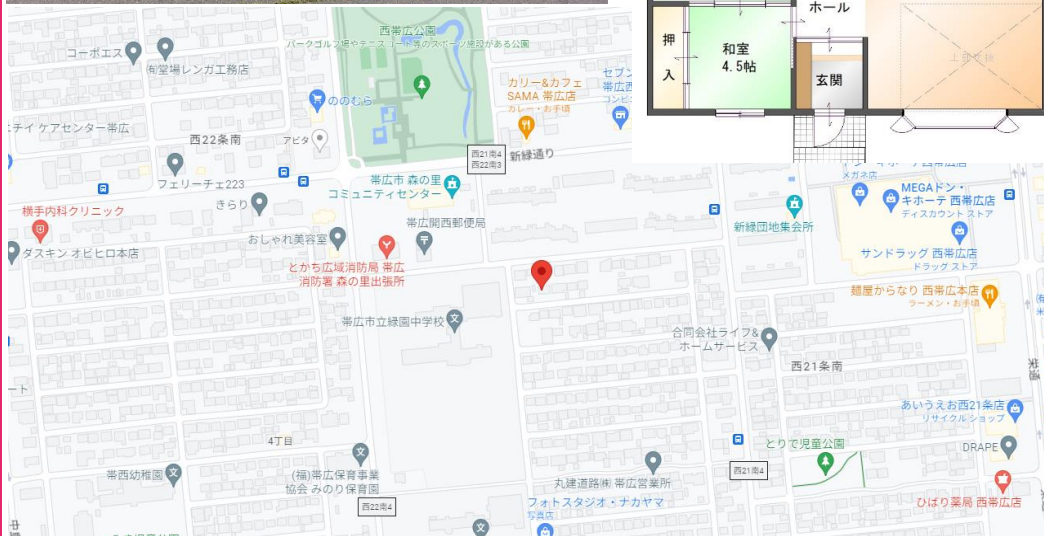 ホール
押
入
和室
4.5帖
玄関
西帯広公園
パークゴルフ場やテニスコート等のスポーツ施設がある公園
コーポエス
㈲堂場レンガ工務店
ののむら
カリー&カフェ
SAMA 帯広店
カレー・お手頃
セブン
帯広西
コンビニ
ニチイ ケアセンター帯広
西22条南
アビタ
西21南4
西22南3
新緑通り
フェリーチェ223
きらり
帯広市 森の里
コミュニティセンター
メガネ店
MEGAドン・
キホーテ 西帯広店
ディスカウント ストア
横手内科クリニック
ダスキン オビヒロ本店
おしゃれ美容室
帯広関西郵便局
とかち広域消防局 帯広
消防署 森の里出張所
新緑団地集会所
サンドラッグ 西帯広店
ドラッグ ストア
麺屋からなり 西帯広本店
ラーメン・お手頃
帯広市立緑園中学校
合同会社ライフ&
ホームサービス
西21条南
あいうえお西21条店
リサイクル ショップ
4丁目
とりで児童公園
DRAPE
帯西幼稚園
(福)帯広保育事業
協会 みのり保育園
丸建道路㈱ 帯広営業所
西21南4
西22南4
フォトスタジオ・ナカヤマ
写真店
ひばり薬局 西帯広店